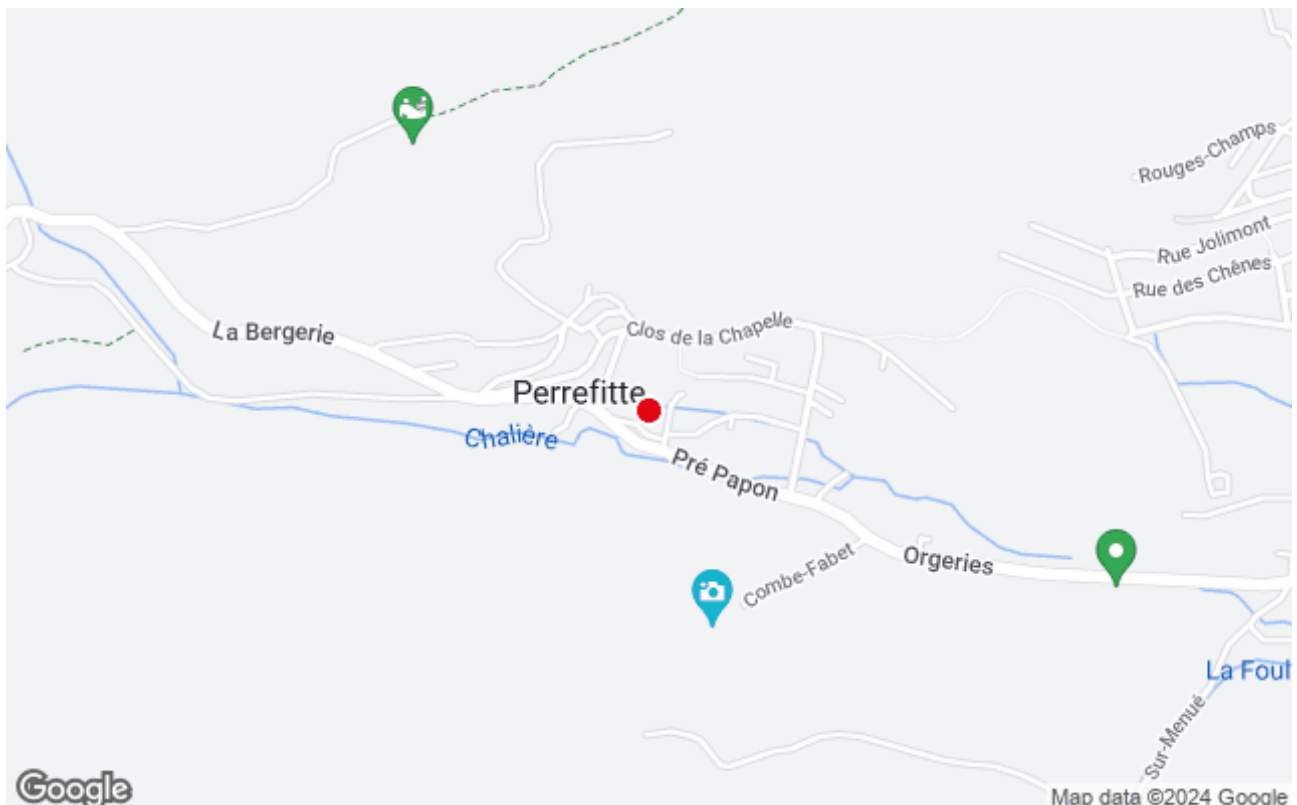 Rouges-Champs
Rue Jolimont
Rue des Chênes
La Bergerie
Clos de la Chapelle
Perrefitte
Chalière
Pré Papon
Combe-Fabet
Orgeries
La Foul
Sur-Menué
Google
Map data ©2024 Google